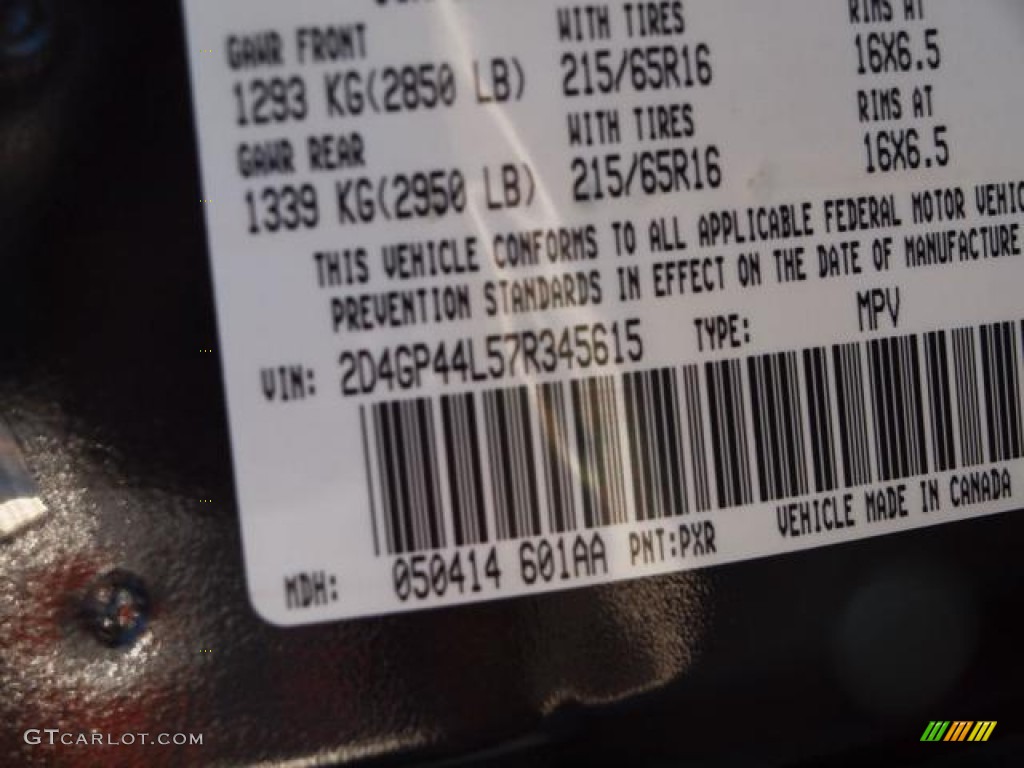 GAWR FRONT WITH TIRES RIMS AT
1293 KG(2850 LB) 215/65R16 16X6.5
GAWR REAR WITH TIRES RIMS AT
1339 KG(2950 LB) 215/65R16 16X6.5
THIS VEHICLE CONFORMS TO ALL APPLICABLE FEDERAL MOTOR VEHIC
PREVENTION STANDARDS IN EFFECT ON THE DATE OF MANUFACTURE
VIN: 2D4GP44L57R345615 TYPE: MPV
VEHICLE MADE IN CANADA
MDH: 050414 601AA PNT:PXR
GTCARLOT.COM